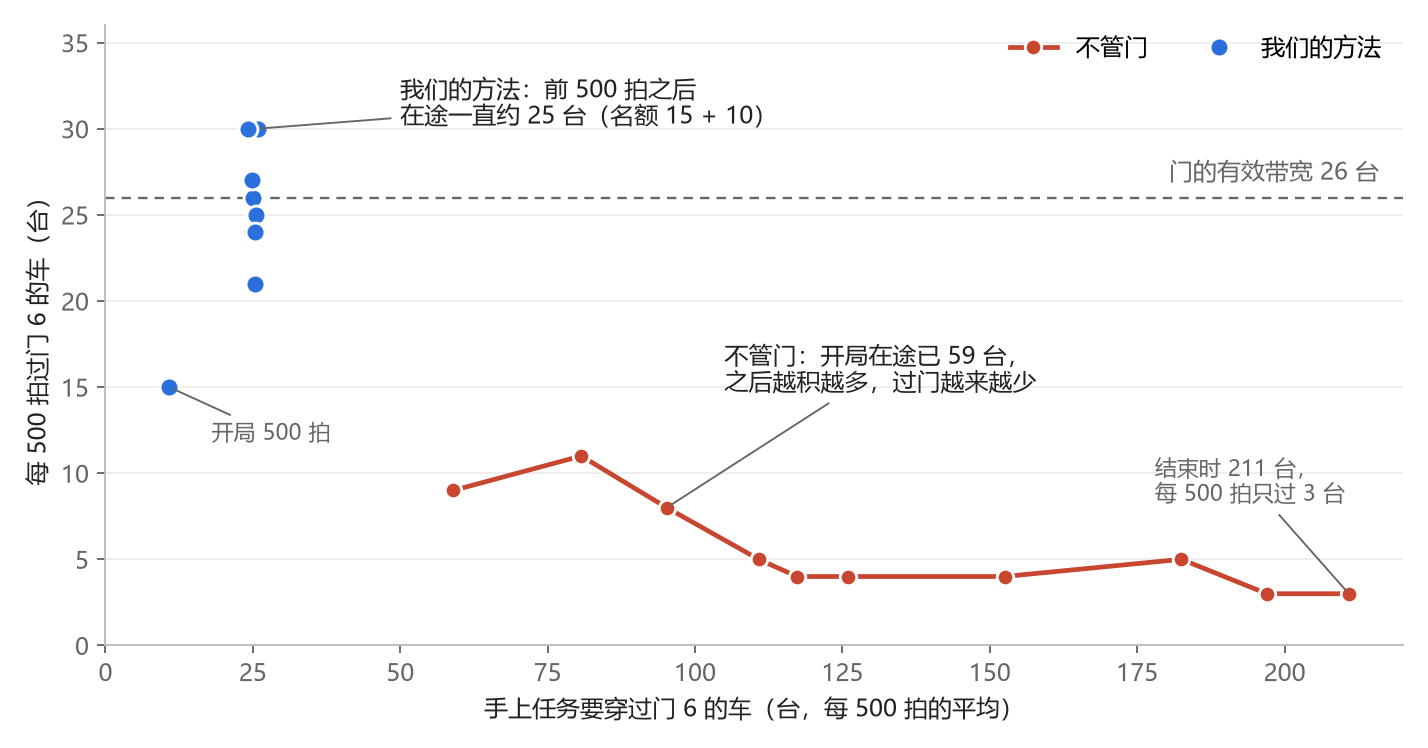 不管门
我们的方法
我们的方法：前 500 拍之后
在途一直约 25 台（名额 15 + 10）
门的有效带宽 26 台
不管门：开局在途已 59 台，
之后越积越多，过门越来越少
开局 500 拍
结束时 211 台，
每 500 拍只过 3 台
每 500 拍过门 6 的车（台）
35
30
25
20
15
10
5
0
0
25
50
75
100
125
150
175
200
手上任务要穿过门 6 的车（台，每 500 拍的平均）